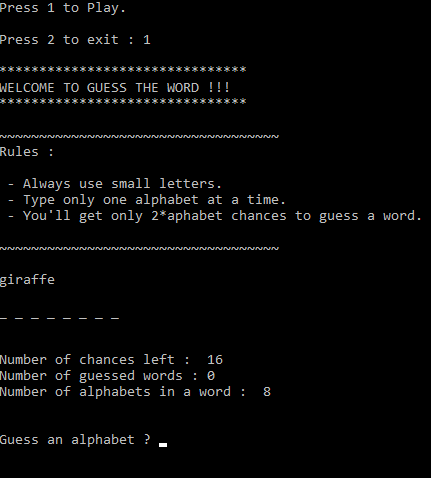 Press 1 to Play.
Press 2 to exit : 1
*******************************
WELCOME TO GUESS THE WORD !!!
*******************************
~~~~~~~~~~~~~~~~~~~~~~~~~~~~~~~~~~~
Rules :
- Always use small letters.
- Type only one alphabet at a time.
- You'll get only 2*aphabet chances to guess a word.
~~~~~~~~~~~~~~~~~~~~~~~~~~~~~~~~~~~
giraffe
_ _ _ _ _ _ _ _
Number of chances left :  16
Number of guessed words : 0
Number of alphabets in a word :  8
Guess an alphabet ? _